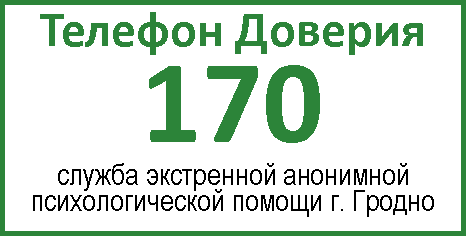 Телефон Доверия
170
служба экстренной анонимной
психологической помощи г. Гродно